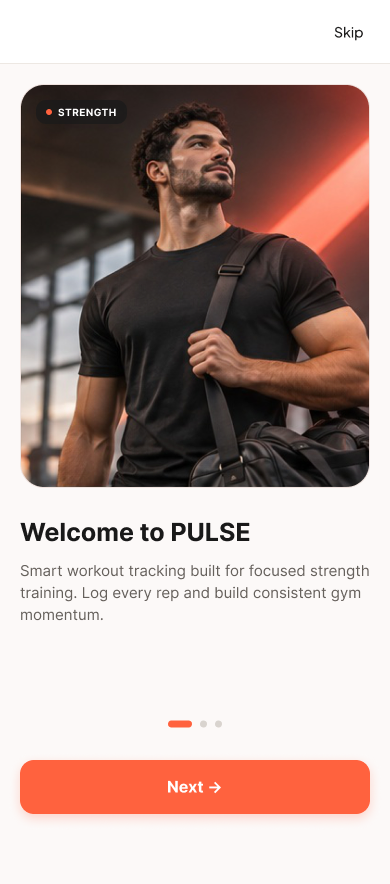 Skip
STRENGTH
Welcome to PULSE
Smart workout tracking built for focused strength
training. Log every rep and build consistent gym
momentum.
Next →